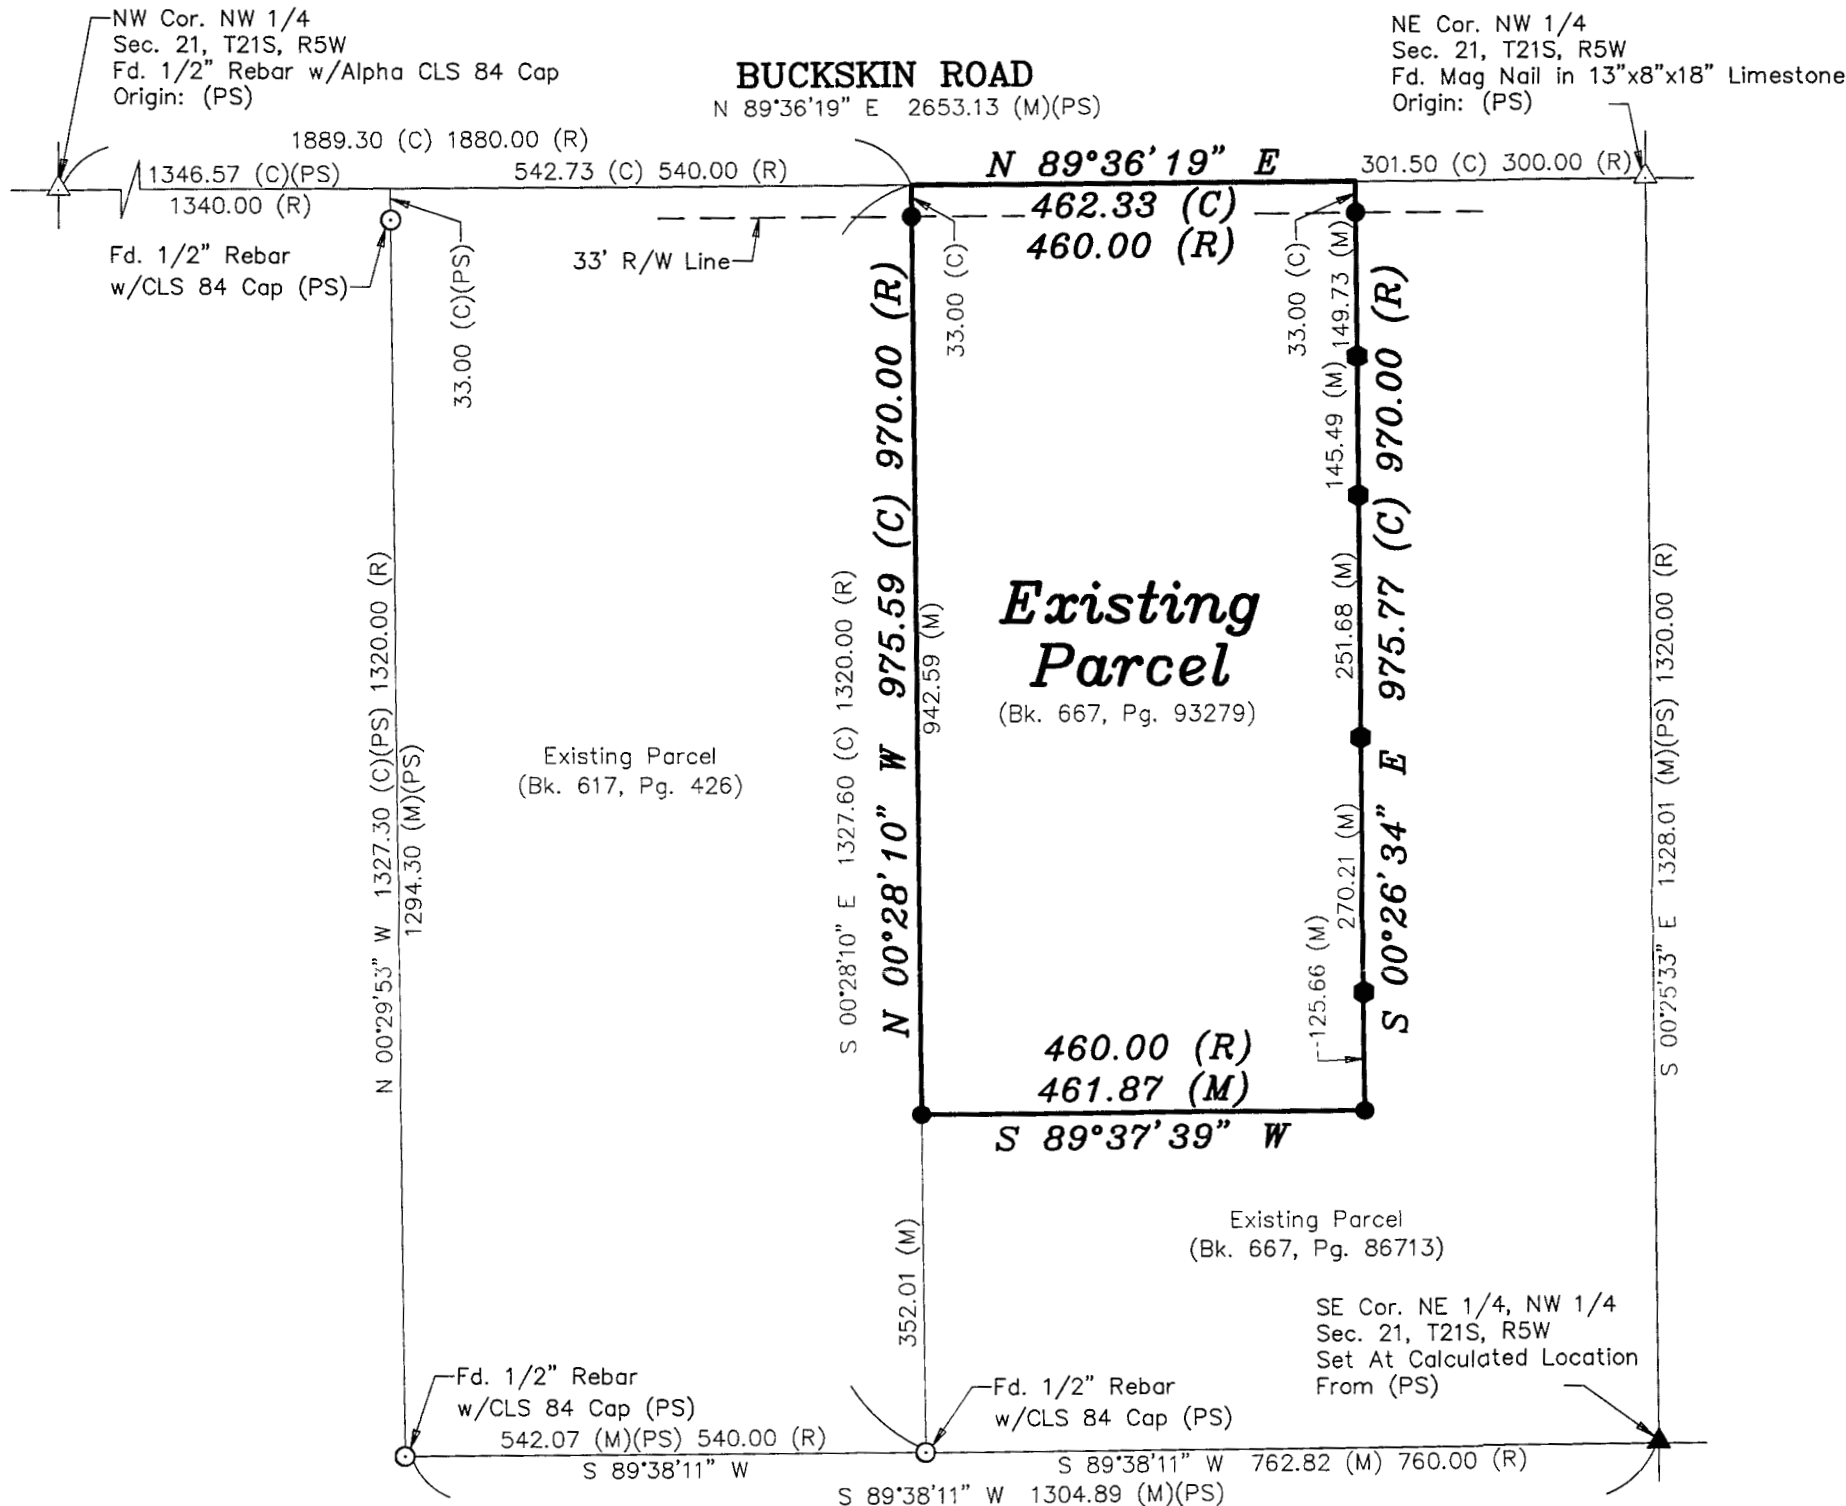 NW Cor. NW 1/4
Sec. 21, T21S, R5W
Fd. 1/2" Rebar w/Alpha CLS 84 Cap
Origin: (PS)
BUCKSKIN ROAD
N 89°36'19" E 2653.13 (M)(PS)
NE Cor. NW 1/4
Sec. 21, T21S, R5W
Fd. Mag Nail in 13"x8"x18" Limestone
Origin: (PS)
1889.30 (C) 1880.00 (R)
1346.57 (C)(PS)
1340.00 (R)
542.73 (C) 540.00 (R)
N 89°36'19" E
462.33 (C)
460.00 (R)
301.50 (C) 300.00 (R)
Fd. 1/2" Rebar
w/CLS 84 Cap (PS)
33.00 (C)(PS)
33' R/W Line
33.00 (C)
33.00 (C)
149.73 (M)
145.49 (M)
251.68 (M)
270.21 (M)
125.66 (M)
N 00°29'53" W 1327.30 (C)(PS) 1320.00 (R)
1294.30 (M)(PS)
Existing Parcel
(Bk. 617, Pg. 426)
S 00°28'10" E 1327.60 (C) 1320.00 (R)
N 00°28'10" W 975.59 (C) 970.00 (R)
942.59 (M)
Existing
Parcel
(Bk. 667, Pg. 93279)
S 00°26'34" E 975.77 (C) 970.00 (R)
S 00°25'33" E 1328.01 (M)(PS) 1320.00 (R)
460.00 (R)
461.87 (M)
S 89°37'39" W
352.01 (M)
Existing Parcel
(Bk. 667, Pg. 86713)
SE Cor. NE 1/4, NW 1/4
Sec. 21, T21S, R5W
Set At Calculated Location
From (PS)
Fd. 1/2" Rebar
w/CLS 84 Cap (PS)
542.07 (M)(PS) 540.00 (R)
S 89°38'11" W
Fd. 1/2" Rebar
w/CLS 84 Cap (PS)
S 89°38'11" W 762.82 (M) 760.00 (R)
S 89°38'11" W 1304.89 (M)(PS)